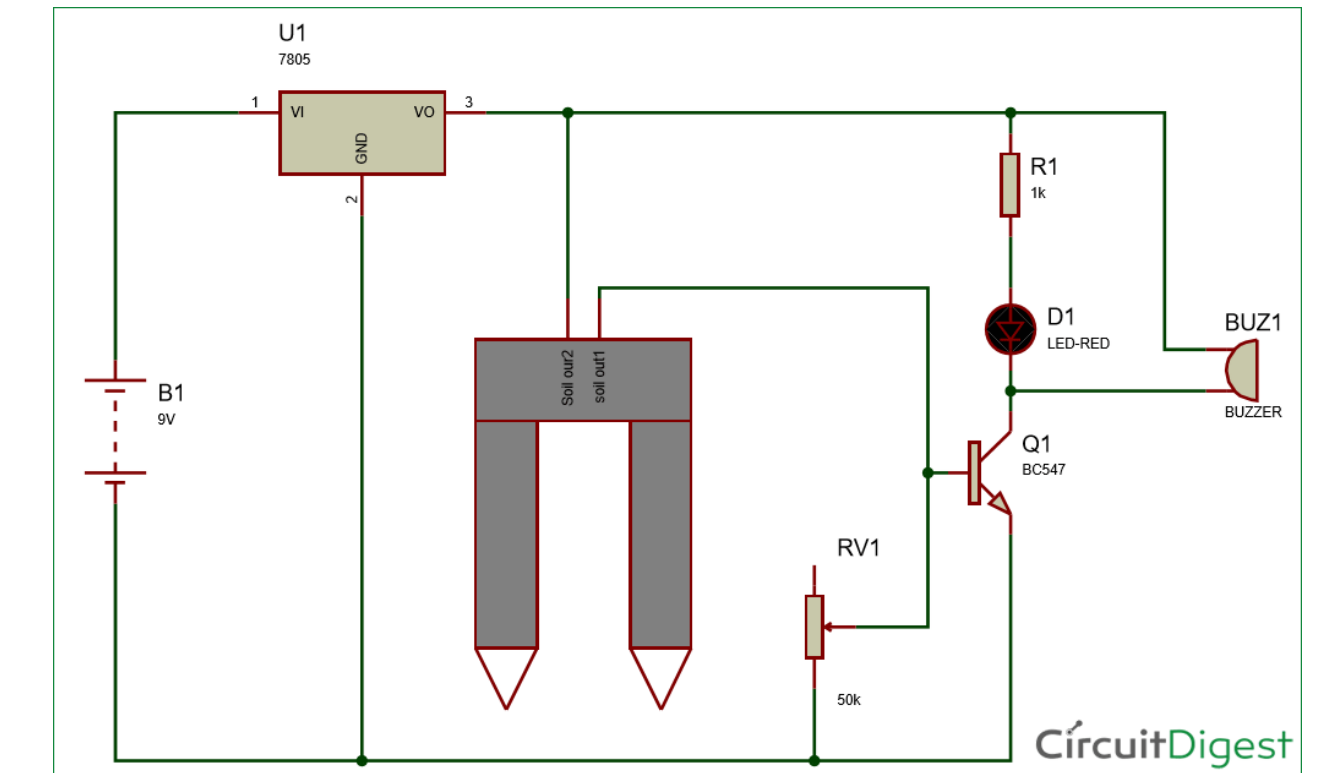 U1
7805
1
VI
VO
3
GND
2
R1
1k
D1
LED-RED
BUZ1
BUZZER
B1
9V
Soil our2
soil out1
Q1
BC547
RV1
50k
CírcuitDigest